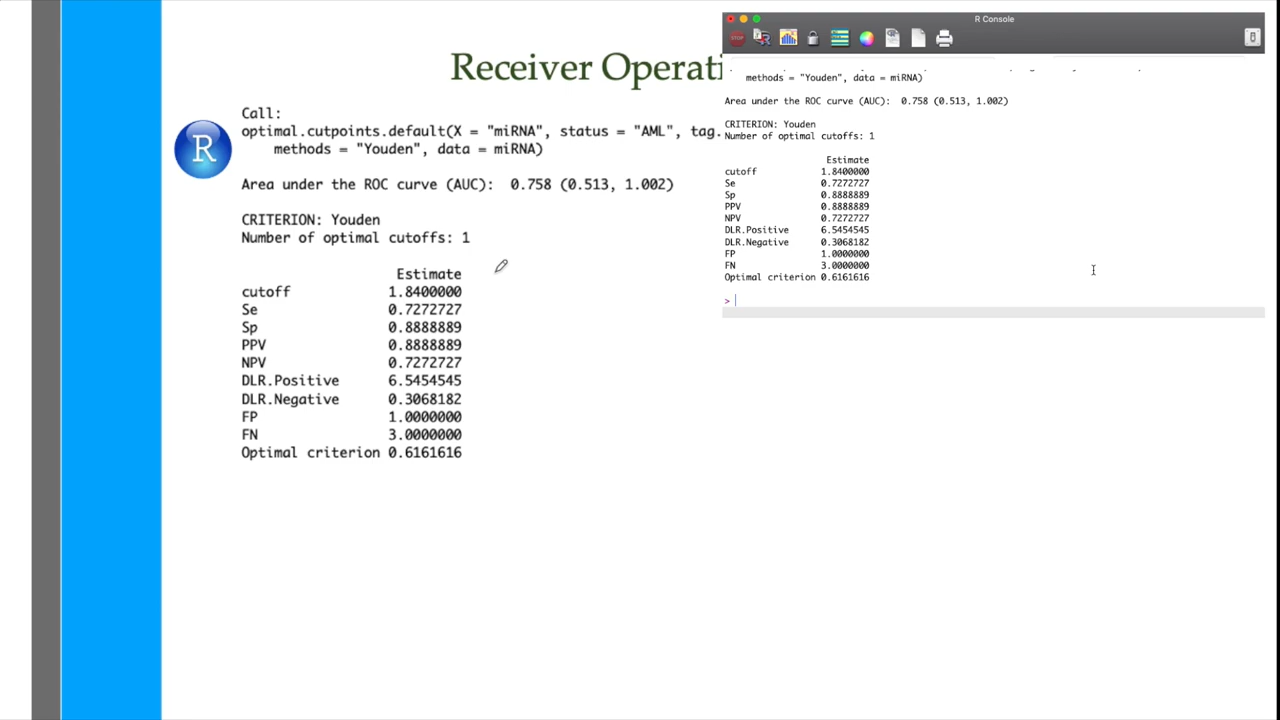 Receiver Operati
R
Call:
optimal.cutpoints.default(X = "miRNA", status = "AML", tag.
methods = "Youden", data = miRNA)
Area under the ROC curve (AUC): 0.758 (0.513, 1.002)
CRITERION: Youden
Number of optimal cutoffs: 1
Estimate
cutoff 1.8400000
Se 0.7272727
Sp 0.8888889
PPV 0.8888889
NPV 0.7272727
DLR.Positive 6.5454545
DLR.Negative 0.3068182
FP 1.0000000
FN 3.0000000
Optimal criterion 0.6161616
R Console
STOP
methods = "Youden", data = miRNA)
Area under the ROC curve (AUC): 0.758 (0.513, 1.002)
CRITERION: Youden
Number of optimal cutoffs: 1
Estimate
cutoff 1.8400000
Se 0.7272727
Sp 0.8888889
PPV 0.8888889
NPV 0.7272727
DLR.Positive 6.5454545
DLR.Negative 0.3068182
FP 1.0000000
FN 3.0000000
Optimal criterion 0.6161616
>